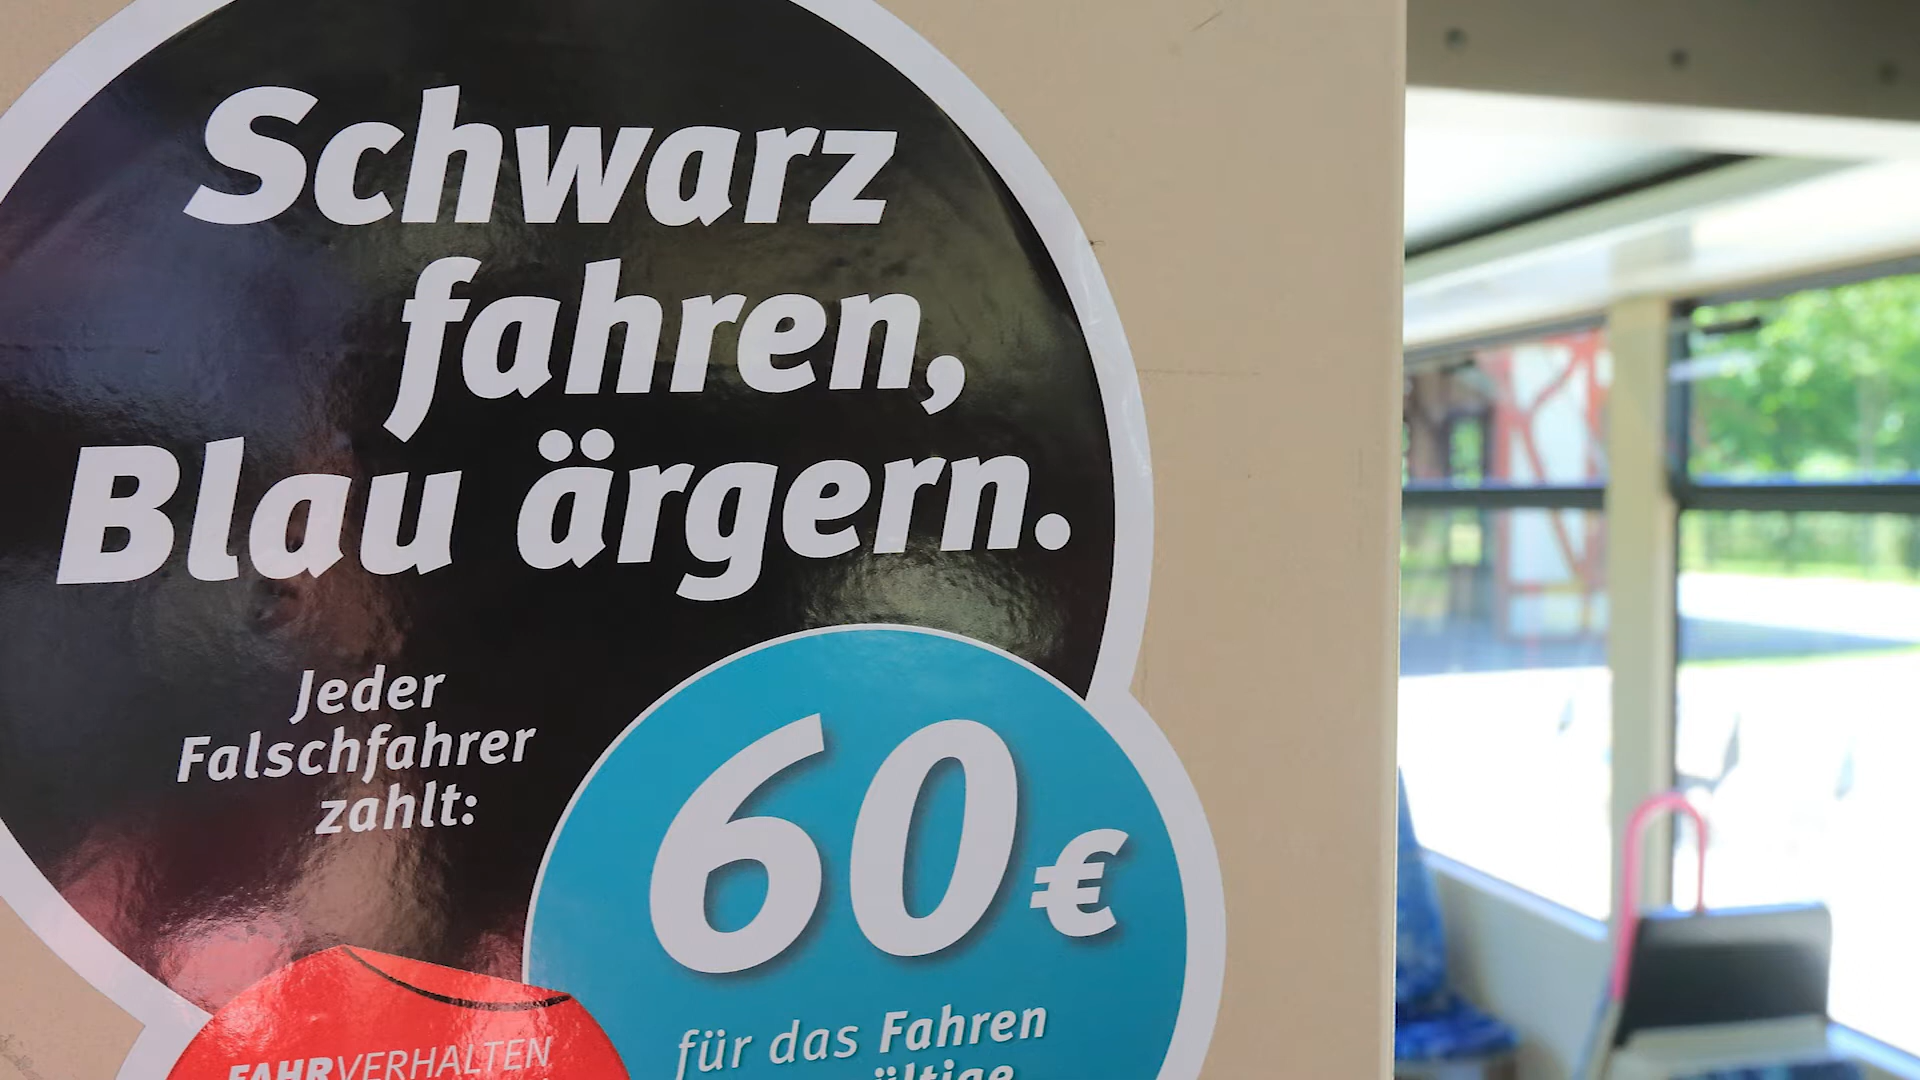 Schwarz
fahren,
Blau ärgern.
Jeder
Falschfahrer
zahlt:
60 €
für das Fahren
FAHRVERHALTEN